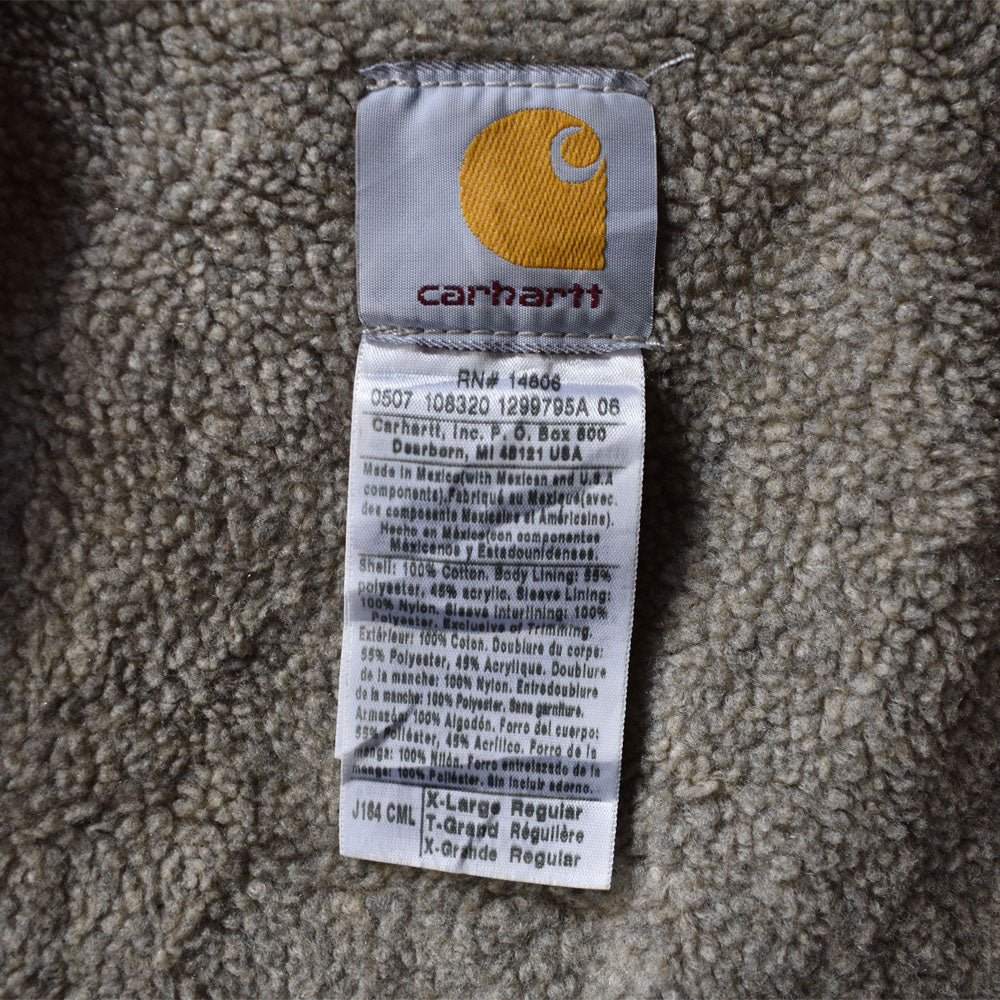 carhartt
RN# 14806
0507 108320 1299795A 06
Carhartt, Inc. P. O. Box 600
Dearborn, MI 48121 USA
Made in Mexico(with Mexican and U.S.A
components).Fabriqué au Mexique(avec
des composants Mexicains et Américains).
Hecho en México(con componentes
Mexicanos y Estadounidenses.
Shell: 100% Cotton. Body Lining: 55%
polyester, 45% acrylic. Sleeve Lining:
100% Nylon. Sleeve Interlining: 100%
Polyester. Exclusive of Trimming.
Extérieur: 100% Coton. Doublure du corps:
55% Polyester, 45% Acrylique. Doublure
de la manche: 100% Nylon. Entredoublure
de la manche: 100% Polyester. Sans garniture.
Armazón: 100% Algodón. Forro del cuerpo:
55% Poliéster, 45% Acrílico. Forro de la
manga: 100% Nilón. Forro entrelazado de la
manga: 100% Poliéster. Sin incluir adorno.
J184 CML
X-Large Regular
T-Grand Régulière
X-Grande Regular